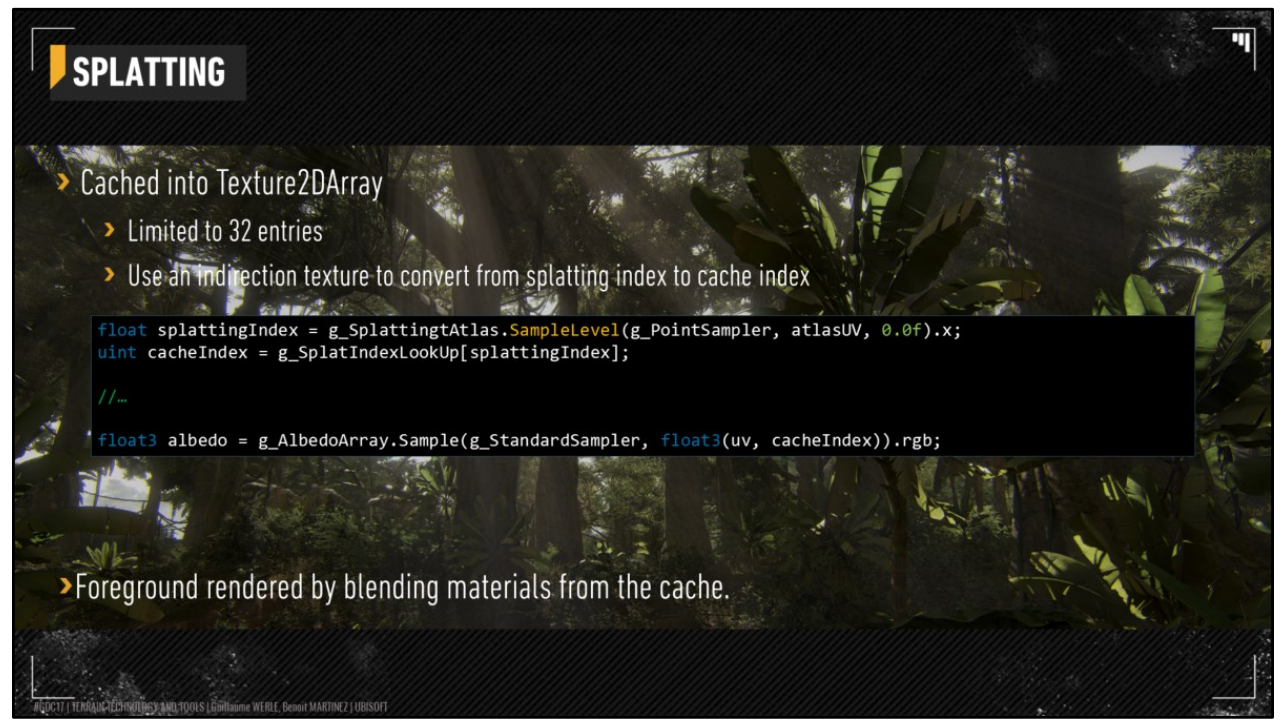 SPLATTING
› Cached into Texture2DArray
› Limited to 32 entries
› Use an indirection texture to convert from splatting index to cache index
float splattingIndex = g_SplattingtAtlas.SampleLevel(g_PointSampler, atlasUV, 0.0f).x;
uint cacheIndex = g_SplatIndexLookUp[splattingIndex];
//…
float3 albedo = g_AlbedoArray.Sample(g_StandardSampler, float3(uv, cacheIndex)).rgb;
›Foreground rendered by blending materials from the cache.
#GDC17 | TERRAIN TECHNOLOGY AND TOOLS | Guillaume WERLE, Benoit MARTINEZ | UBISOFT